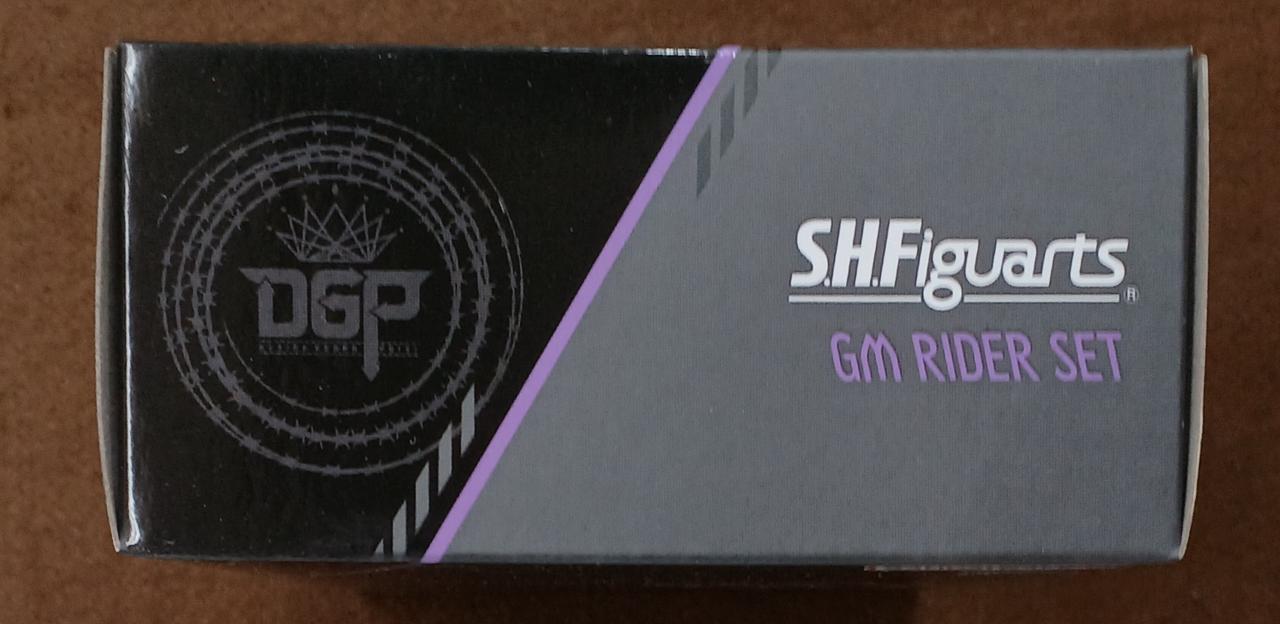 DGP
S.H.Figuarts®
GM RIDER SET